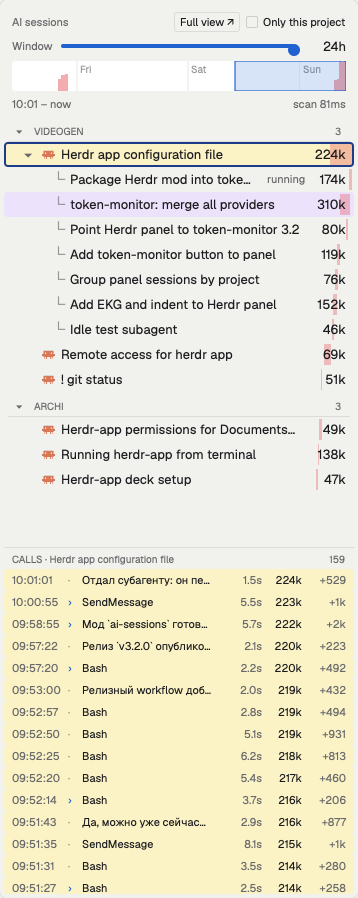 AI sessions Full view ↗ Only this project
Window 24h
Fri Sat Sun
10:01 – now scan 81ms
VIDEOGEN 3
Herdr app configuration file 224k
Package Herdr mod into toke... running 174k
token-monitor: merge all providers 310k
Point Herdr panel to token-monitor 3.2 80k
Add token-monitor button to panel 119k
Group panel sessions by project 76k
Add EKG and indent to Herdr panel 152k
Idle test subagent 46k
Remote access for herdr app 69k
! git status 51k
ARCHI 3
Herdr-app permissions for Documents... 49k
Running herdr-app from terminal 138k
Herdr-app deck setup 47k
CALLS · Herdr app configuration file 159
10:01:01 · Отдал субагенту: он пе... 1.5s 224k +529
10:00:55 › SendMessage 5.5s 223k +1k
09:58:55 › Мод `ai-sessions` готов... 5.7s 222k +2k
09:57:22 · Релиз `v3.2.0` опублико... 2.1s 220k +223
09:57:20 › Bash 2.2s 220k +492
09:53:00 · Релизный workflow доб... 2.0s 219k +432
09:52:57 · Bash 2.8s 219k +494
09:52:50 · Bash 5.1s 219k +931
09:52:25 · Bash 6.2s 218k +813
09:52:20 · Bash 5.4s 217k +460
09:52:14 › Bash 3.7s 216k +206
09:51:43 · Да, можно уже сейчас... 2.9s 216k +877
09:51:35 · SendMessage 8.1s 215k +1k
09:51:31 · Bash 3.5s 214k +280
09:51:27 › Bash 2.5s 214k +258